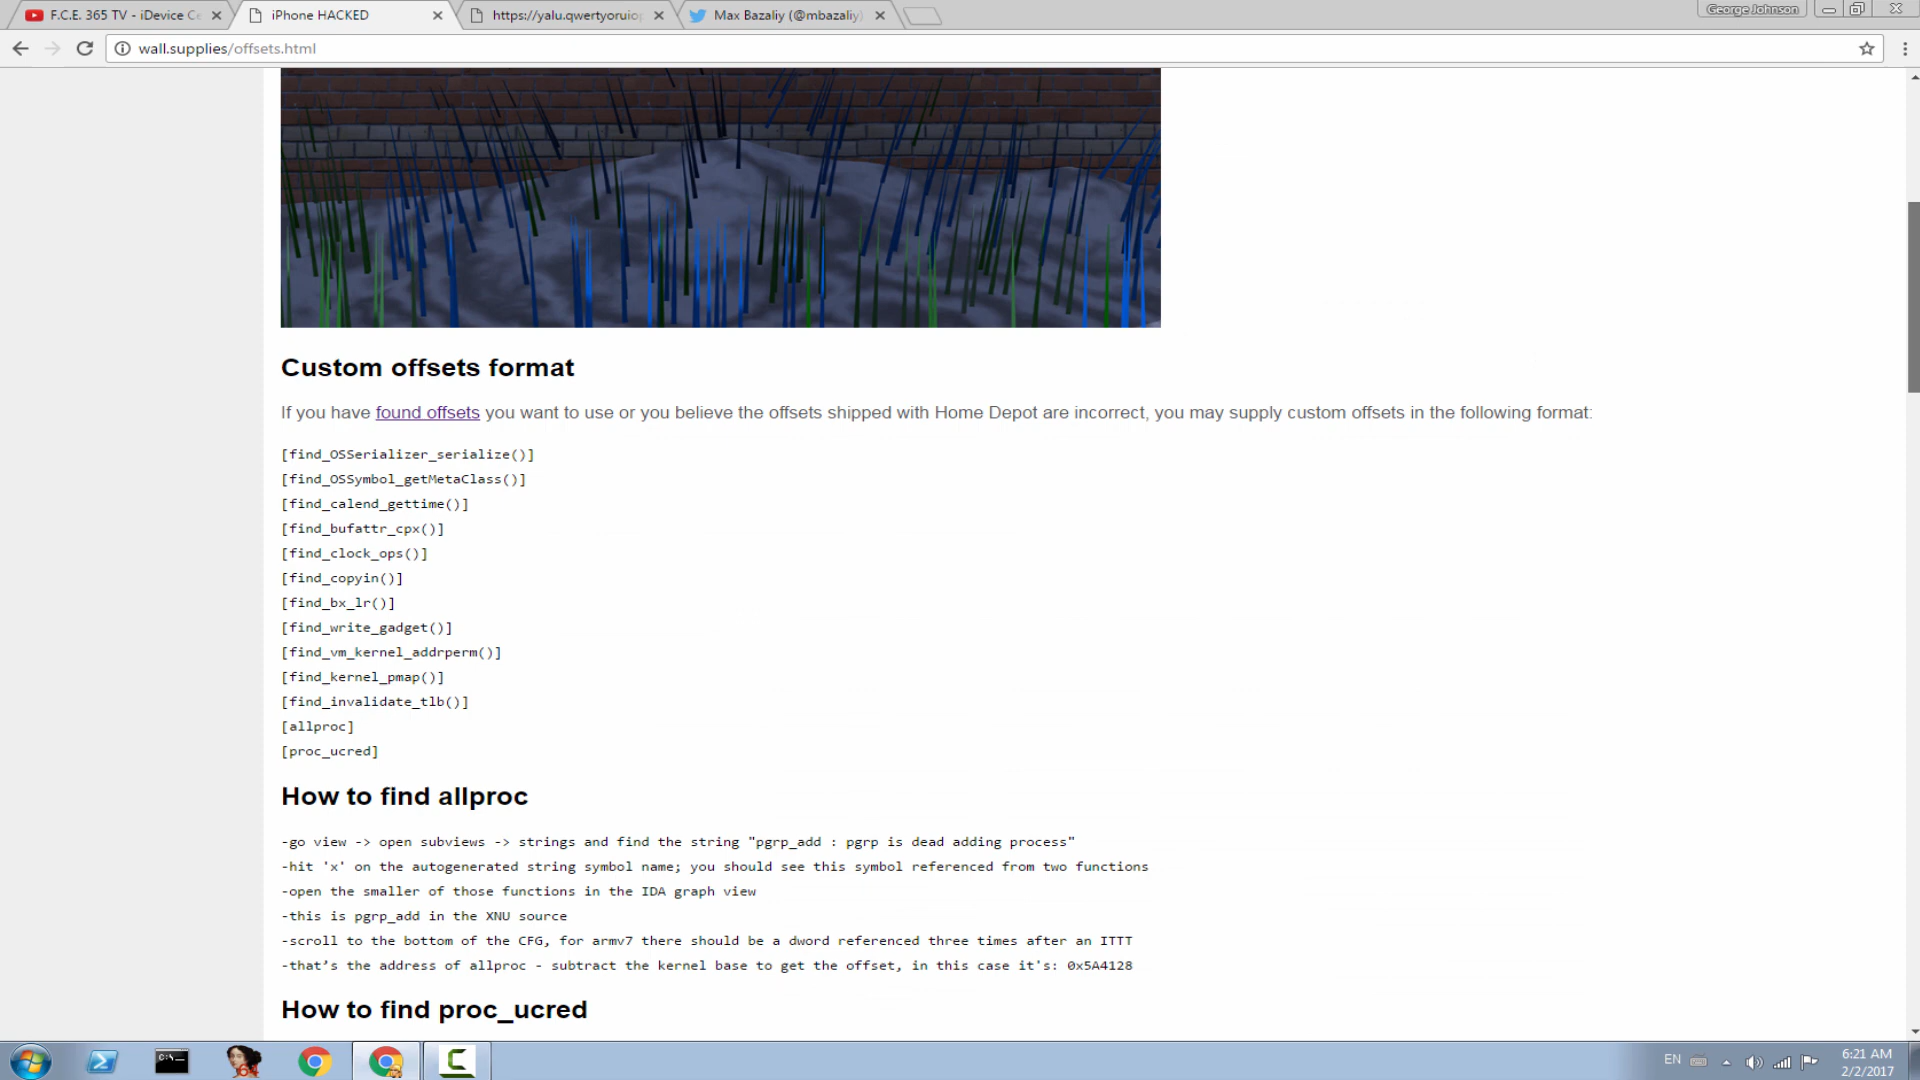 F.C.E. 365 TV - iDevice Ce
iPhone HACKED
https://yalu.qwertyoruiop
Max Bazaliy (@mbazaliy)
George Johnson
wall.supplies/offsets.html
Custom offsets format
If you have found offsets you want to use or you believe the offsets shipped with Home Depot are incorrect, you may supply custom offsets in the following format:
[find_OSSerializer_serialize()]
[find_OSSymbol_getMetaClass()]
[find_calend_gettime()]
[find_bufattr_cpx()]
[find_clock_ops()]
[find_copyin()]
[find_bx_lr()]
[find_write_gadget()]
[find_vm_kernel_addrperm()]
[find_kernel_pmap()]
[find_invalidate_tlb()]
[allproc]
[proc_ucred]
How to find allproc
-go view -> open subviews -> strings and find the string "pgrp_add : pgrp is dead adding process"
-hit 'x' on the autogenerated string symbol name; you should see this symbol referenced from two functions
-open the smaller of those functions in the IDA graph view
-this is pgrp_add in the XNU source
-scroll to the bottom of the CFG, for armv7 there should be a dword referenced three times after an ITTT
-that’s the address of allproc - subtract the kernel base to get the offset, in this case it's: 0x5A4128
How to find proc_ucred
C:\
64
EN
6:21 AM
2/2/2017